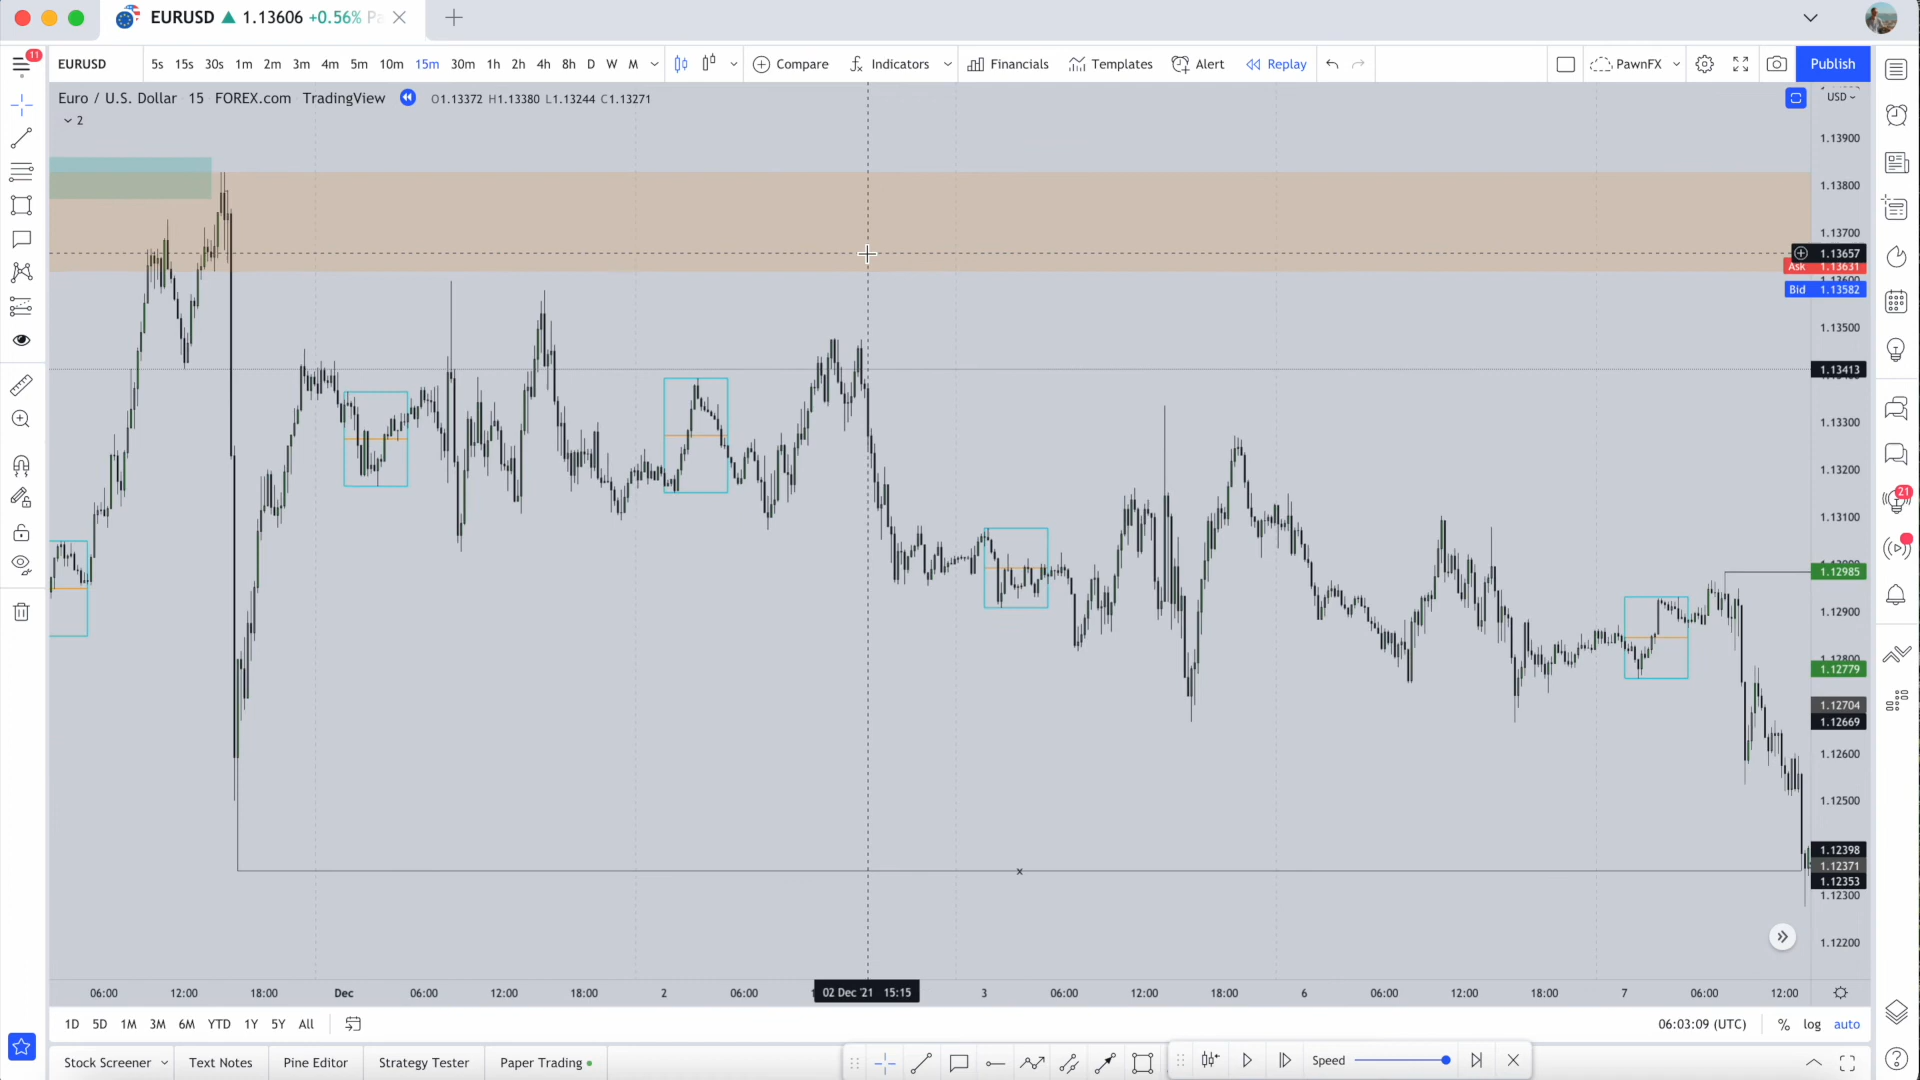 EURUSD ▲ 1.13606 +0.56% Pa
11
EURUSD 5s 15s 30s 1m 2m 3m 4m 5m 10m 15m 30m 1h 2h 4h 8h D W M Compare Indicators Financials Templates Alert Replay PawnFX Publish
Euro / U.S. Dollar 15 FOREX.com TradingView O1.13372 H1.13380 L1.13244 C1.13271
USD
2
1.13900
1.13800
1.13700
1.13657
Ask 1.13631
Bid 1.13582
1.13500
1.13413
1.13300
1.13200
1.13100
1.12985
1.12900
1.12800
1.12779
1.12704
1.12669
1.12600
1.12500
1.12398
1.12371
1.12353
1.12300
1.12200
21
x
06:00 12:00 18:00 Dec 06:00 12:00 18:00 2 06:00 02 Dec '21 15:15 3 06:00 12:00 18:00 6 06:00 12:00 18:00 7 06:00 12:00
1D 5D 1M 3M 6M YTD 1Y 5Y All 06:03:09 (UTC) % log auto
Stock Screener Text Notes Pine Editor Strategy Tester Paper Trading Speed